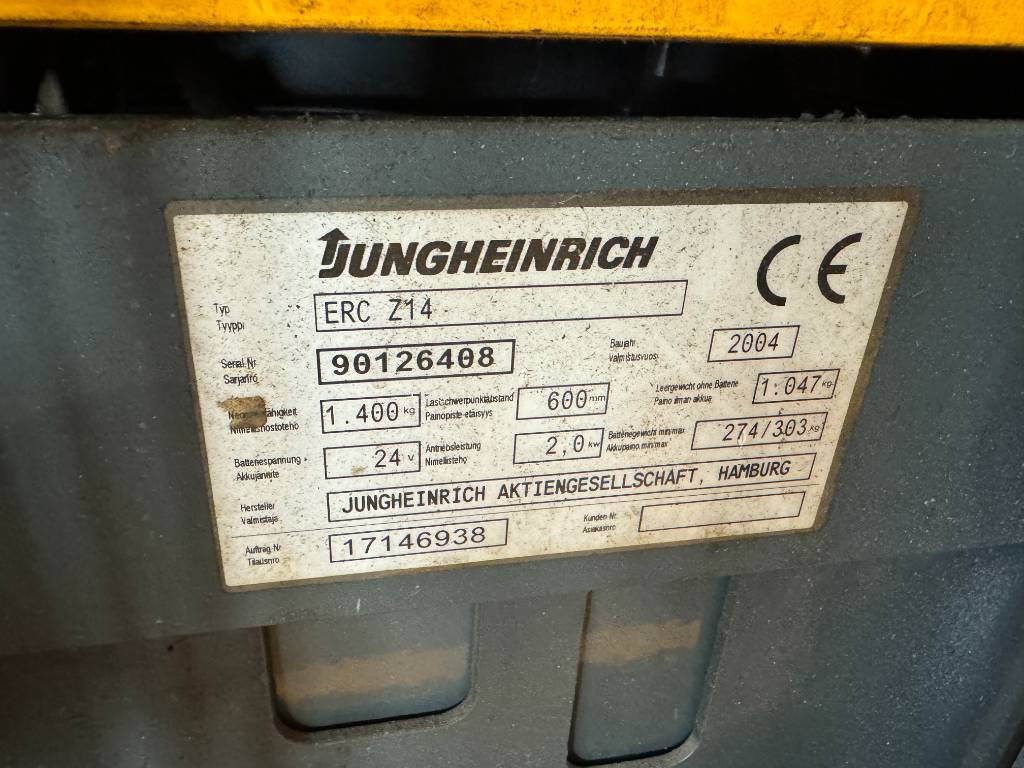 JUNGHEINRICH
CE
Typ
Tyyppi
ERC Z14
Serial.Nr
Sarjanro
90126408
Baujahr
Valmistusvuosi
2004
1.400 kg
Lastschwerpunktabstand
Painopiste etäisyys
600 mm
Leergewicht ohne Batterie
Paino ilman akkua
1.047 kg
Batteriespannung
Akkujännite
24 V
Antriebsleistung
Nimellisteho
2,0 kW
Batteriegewicht min/max
Akkupaino. min/max
274/303 kg
Hersteller
Valmistaja
JUNGHEINRICH AKTIENGESELLSCHAFT, HAMBURG
Auftrag-Nr
Tilausnro
17146938
Kunden Nr.
Asiakasnro